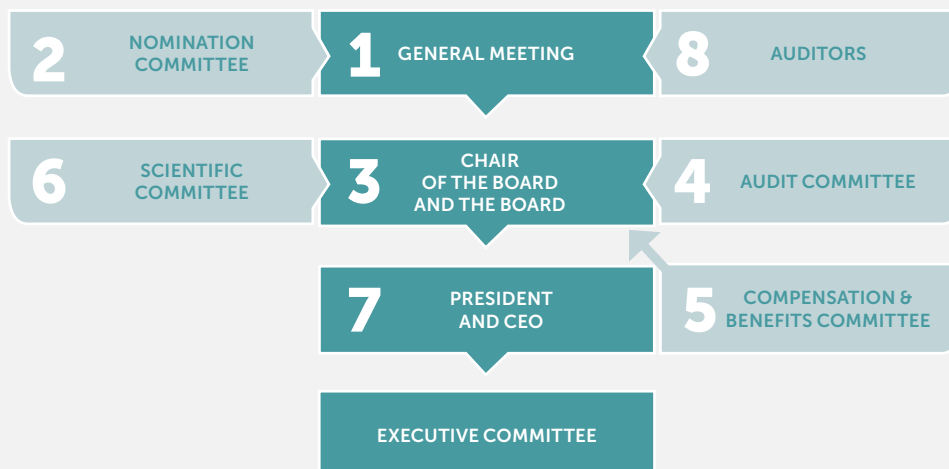 2
NOMINATION
COMMITTEE
1
GENERAL MEETING
8
AUDITORS
6
SCIENTIFIC
COMMITTEE
3
CHAIR
OF THE BOARD
AND THE BOARD
4
AUDIT COMMITTEE
7
PRESIDENT
AND CEO
5
COMPENSATION &
BENEFITS COMMITTEE
EXECUTIVE COMMITTEE